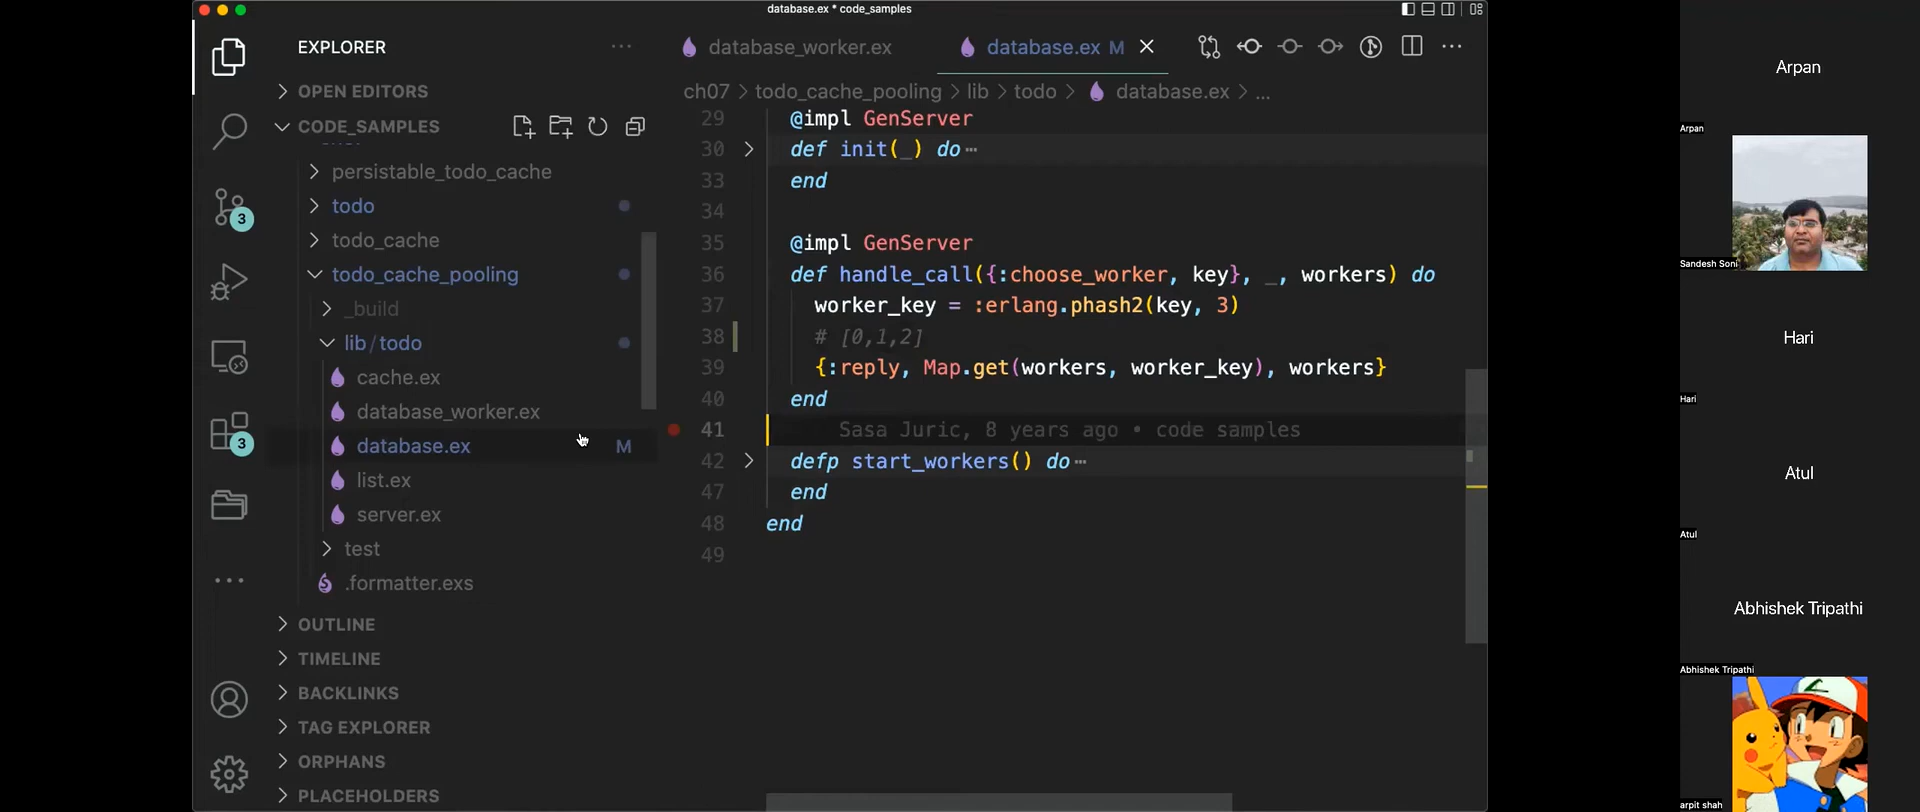 database.ex • code_samples
EXPLORER
OPEN EDITORS
CODE_SAMPLES
persistable_todo_cache
todo
todo_cache
todo_cache_pooling
_build
lib/todo
cache.ex
database_worker.ex
database.ex M
list.ex
server.ex
test
.formatter.exs
OUTLINE
TIMELINE
BACKLINKS
TAG EXPLORER
ORPHANS
PLACEHOLDERS
3
3
database_worker.ex
database.ex M
ch07 > todo_cache_pooling > lib > todo > database.ex > ...
29 @impl GenServer
30 def init(_) do ...
33 end
34
35 @impl GenServer
36 def handle_call({:choose_worker, key}, _, workers) do
37 worker_key = :erlang.phash2(key, 3)
38 # [0,1,2]
39 {:reply, Map.get(workers, worker_key), workers}
40 end
41 Sasa Juric, 8 years ago • code samples
42 defp start_workers() do ...
47 end
48 end
49
Arpan
Arpan
Sandesh Soni
Hari
Hari
Atul
Atul
Abhishek Tripathi
Abhishek Tripathi
arpit shah